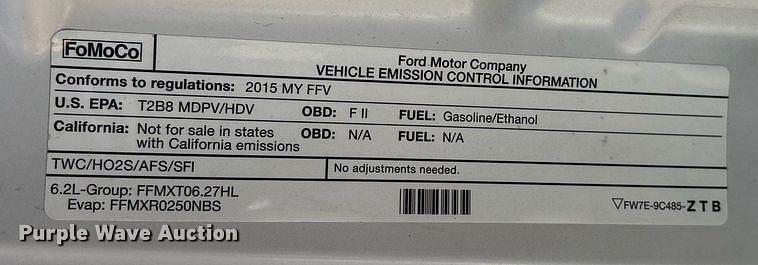 FoMoCo
Ford Motor Company
VEHICLE EMISSION CONTROL INFORMATION
Conforms to regulations: 2015 MY FFV
U.S. EPA: T2B8 MDPV/HDV OBD: F II FUEL: Gasoline/Ethanol
California: Not for sale in states with California emissions OBD: N/A FUEL: N/A
TWC/HO2S/AFS/SFI No adjustments needed.
6.2L-Group: FFMXT06.27HL
Evap: FFMXR0250NBS
▽FW7E-9C485-ZTB
Purple Wave Auction